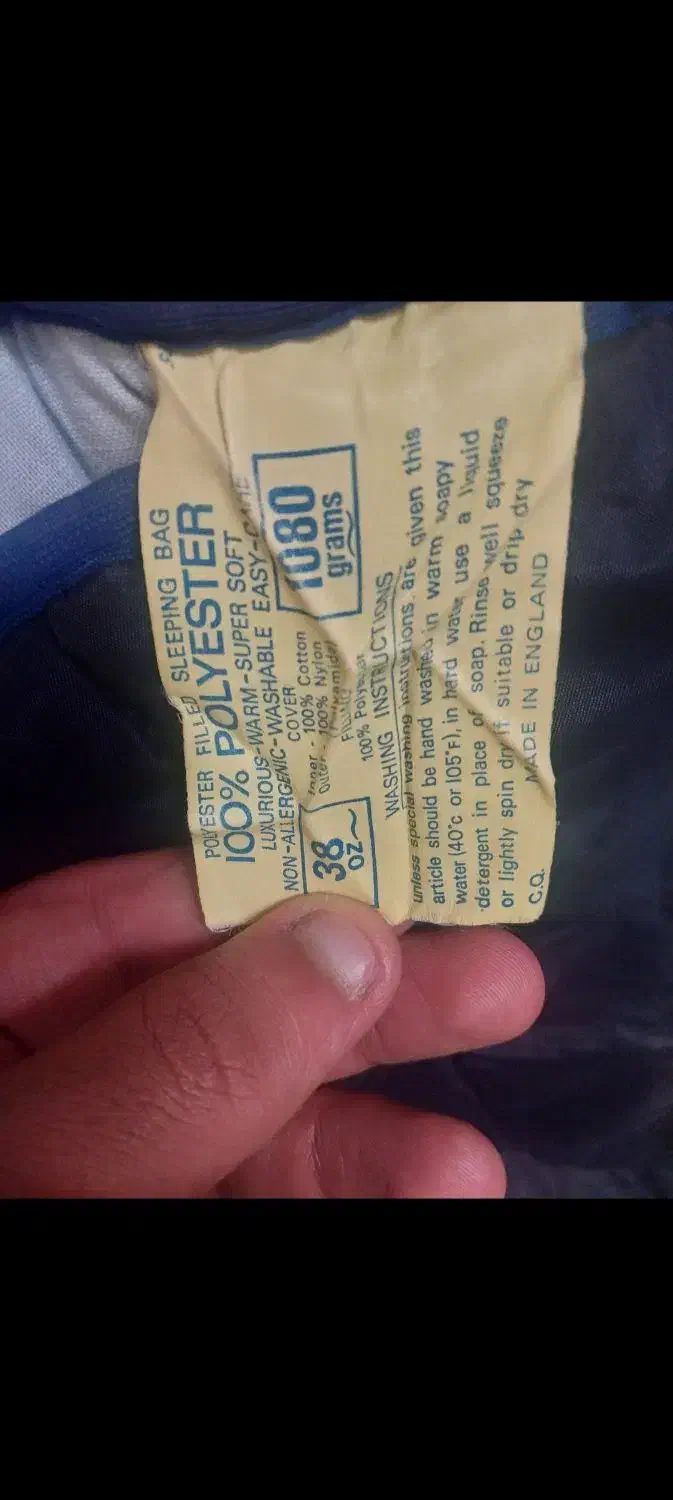 POLYESTER FILLED SLEEPING BAG
100% POLYESTER
LUXURIOUS-WARM-SUPER SOFT
NON-ALLERGENIC-WASHABLE EASY-CARE
38
OZ
COVER
Inner - 100% Cotton
Outer - 100% Nylon
Filling
100% Polyester
1080
grams
WASHING INSTRUCTIONS
unless special washing instructions are given this
article should be hand washed in warm soapy
water (40°c or 105°F), in hard water use a liquid
detergent in place of soap. Rinse well squeeze
or lightly spin dry if suitable or drip dry
C.Q. MADE IN ENGLAND